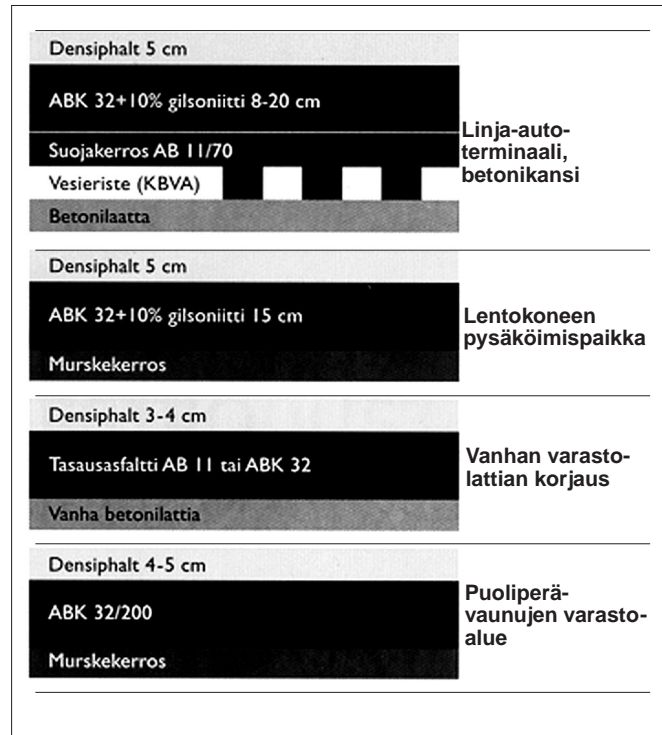 Densiphalt 5 cm
ABK 32+10% gilsoniitti 8-20 cm
Suojakerros AB 11/70
Vesieriste (KBVA)
Betonilaatta
Linja-auto-
terminaali,
betonikansi
Densiphalt 5 cm
ABK 32+10% gilsoniitti 15 cm
Murskekerros
Lentokoneen
pysäköimispaikka
Densiphalt 3-4 cm
Tasausasfaltti AB 11 tai ABK 32
Vanha betonilattia
Vanhan varasto-
lattian korjaus
Densiphalt 4-5 cm
ABK 32/200
Murskekerros
Puoliperä-
vaunujen varasto-
alue